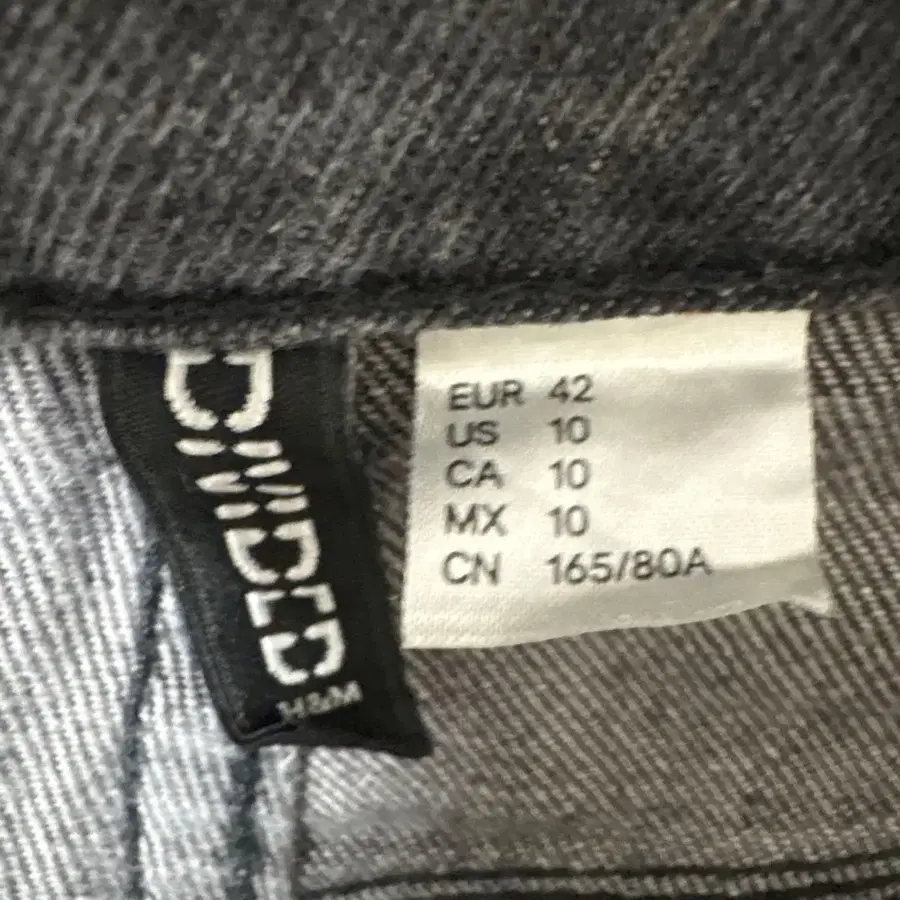 DIVIDED
H&M
EUR 42
US 10
CA 10
MX 10
CN 165/80A